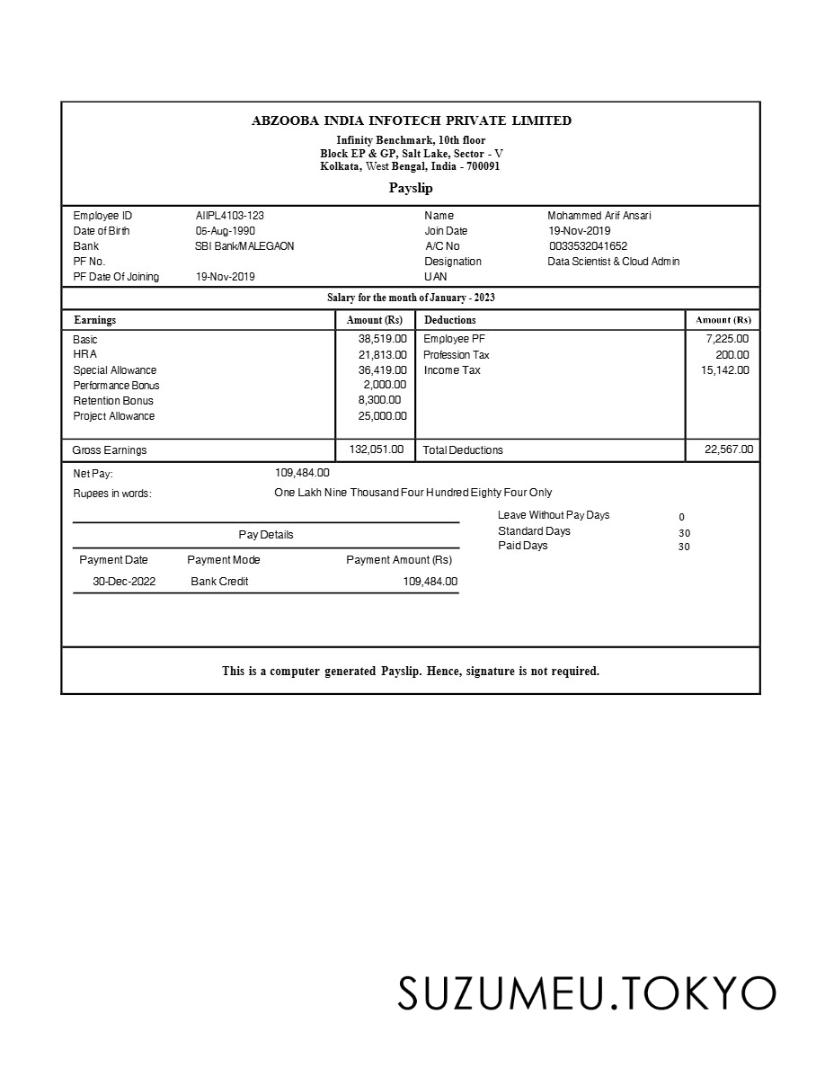 ABZOOBA INDIA INFOTECH PRIVATE LIMITED
Infinity Benchmark, 10th floor
Block EP & GP, Salt Lake, Sector - V
Kolkata, West Bengal, India - 700091
Payslip
Employee ID AIIPL4103-123 Name Mohammed Arif Ansari
Date of Birth 05-Aug-1990 Join Date 19-Nov-2019
Bank SBI Bank/MALEGAON A/C No 0033532041652
PF No. Designation Data Scientist & Cloud Admin
PF Date Of Joining 19-Nov-2019 UAN
Salary for the month of January - 2023
Earnings Amount (Rs) Deductions Amount (Rs)
Basic 38,519.00 Employee PF 7,225.00
HRA 21,813.00 Profession Tax 200.00
Special Allowance 36,419.00 Income Tax 15,142.00
Performance Bonus 2,000.00
Retention Bonus 8,300.00
Project Allowance 25,000.00
Gross Earnings 132,051.00 Total Deductions 22,567.00
Net Pay: 109,484.00
Rupees in words: One Lakh Nine Thousand Four Hundred Eighty Four Only
Leave Without Pay Days 0
Standard Days 30
Paid Days 30
Pay Details
Payment Date Payment Mode Payment Amount (Rs)
30-Dec-2022 Bank Credit 109,484.00
This is a computer generated Payslip. Hence, signature is not required.
SUZUMEU.TOKYO